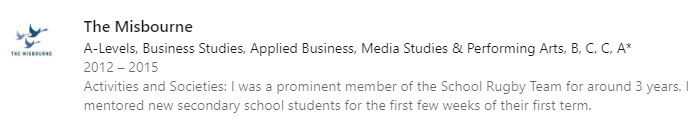 The Misbourne
THE MISBOURNE
A-Levels, Business Studies, Applied Business, Media Studies & Performing Arts, B, C, C, A*
2012 – 2015
Activities and Societies: I was a prominent member of the School Rugby Team for around 3 years. I
mentored new secondary school students for the first few weeks of their first term.